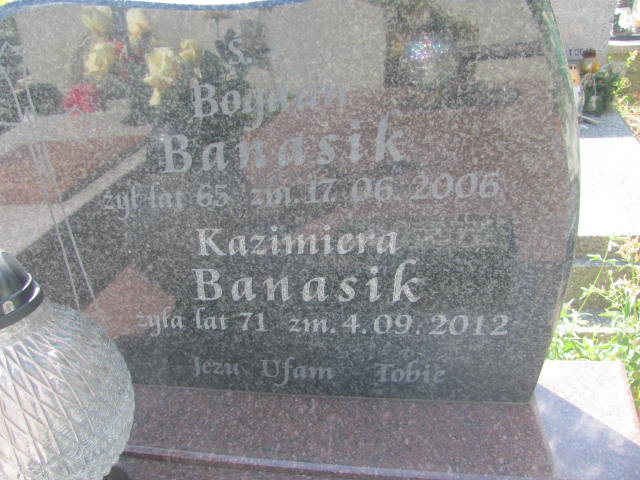 Ś.
Bogdan
Banasik
żył lat 65 zm. 17.06.2006
Kazimiera
Banasik
żyła lat 71 zm. 4.09.2012
Jezu Ufam Tobie